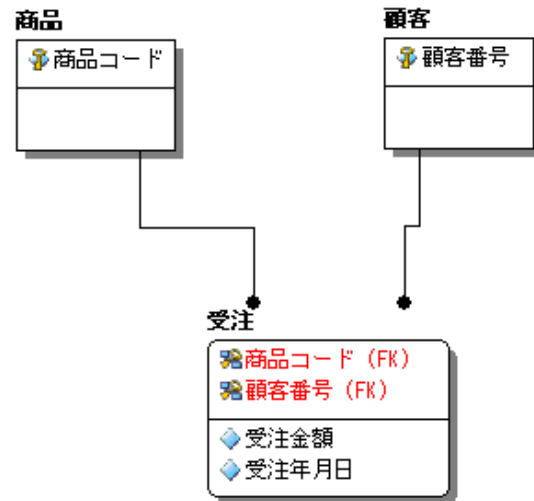 商品
商品コード
顧客
顧客番号
受注
商品コード (FK)
顧客番号 (FK)
受注金額
受注年月日